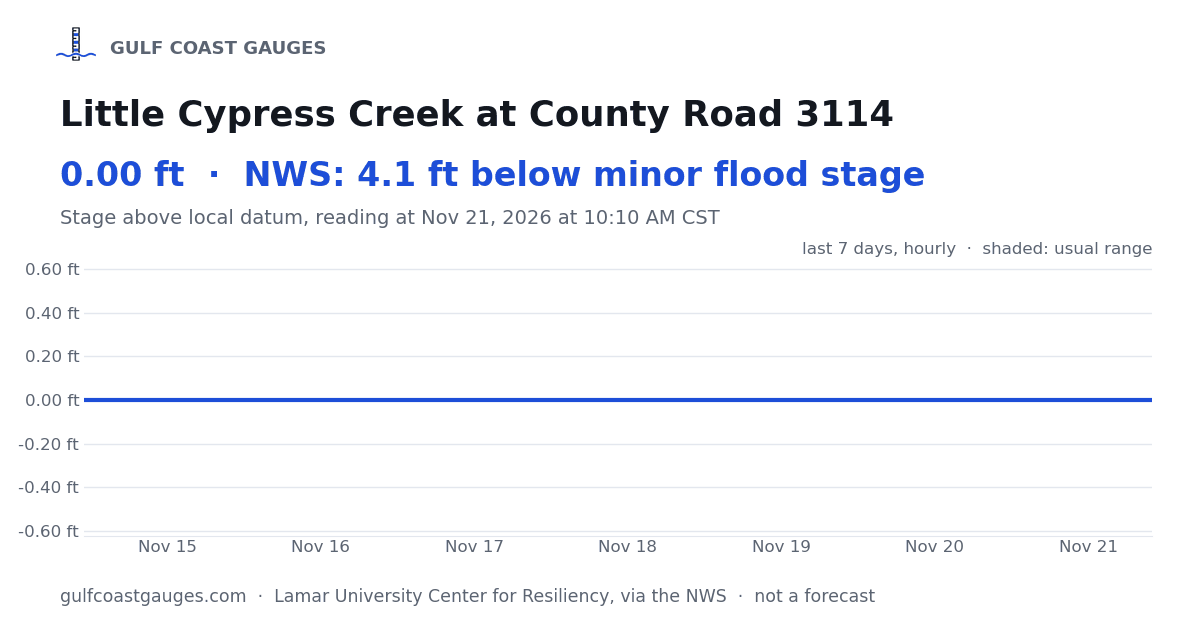 GULF COAST GAUGES
Little Cypress Creek at County Road 3114
0.00 ft · NWS: 4.1 ft below minor flood stage
Stage above local datum, reading at Nov 21, 2026 at 10:10 AM CST
last 7 days, hourly · shaded: usual range
0.60 ft
0.40 ft
0.20 ft
0.00 ft
-0.20 ft
-0.40 ft
-0.60 ft
Nov 15 Nov 16 Nov 17 Nov 18 Nov 19 Nov 20 Nov 21
gulfcoastgauges.com · Lamar University Center for Resiliency, via the NWS · not a forecast